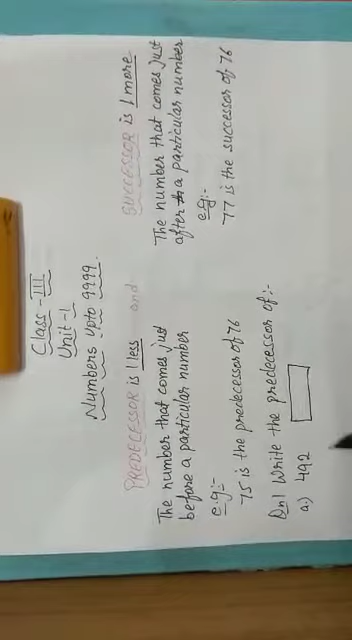 Class-III
Unit-1
Numbers upto 9999.
PREDECESSOR is 1 less and SUCCESSOR is 1 more
The number that comes just
before a particular number
e.g:-
75 is the predecessor of 76
The number that comes just
after a particular number
e.g:-
77 is the successor of 76
Qn1 Write the predecessor of :-
a.) 492